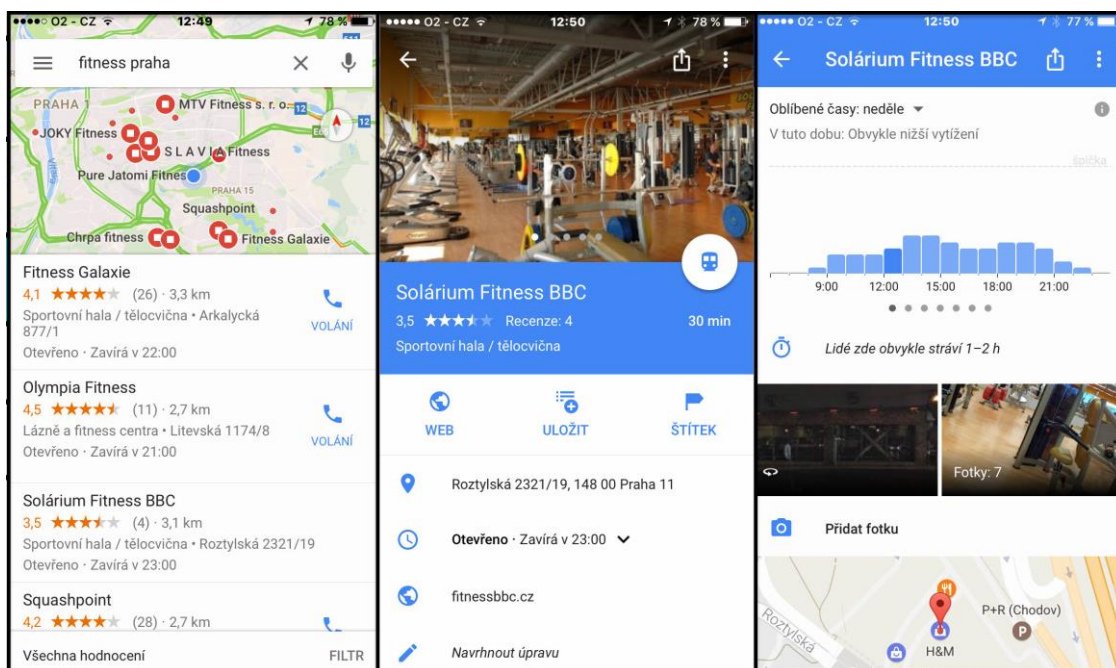 O2 - CZ 12:49 78 %
fitness praha
PRAHA 1
MTV Fitness s. r. o.
12
12
JOKY Fitness
S L A V I A Fitness
Pure Jatomi Fitnes
PRAHA 15
Squashpoint
Chrpa fitness
Fitness Galaxie
Fitness Galaxie
4,1 (26) · 3,3 km
Sportovní hala / tělocvična • Arkalycká
877/1
Otevřeno · Zavírá v 22:00
VOLÁNÍ
Olympia Fitness
4,5 (11) · 2,7 km
Lázně a fitness centra • Litevská 1174/8
Otevřeno · Zavírá v 21:00
VOLÁNÍ
Solárium Fitness BBC
3,5 (4) · 3,1 km
Sportovní hala / tělocvična • Roztylská 2321/19
Otevřeno · Zavírá v 23:00
Squashpoint
4,2 (28) · 2,7 km
Všechna hodnocení FILTR
O2 - CZ 12:50 78 %
Solárium Fitness BBC
3,5 Recenze: 4 30 min
Sportovní hala / tělocvična
WEB ULOŽIT ŠTÍTEK
Roztylská 2321/19, 148 00 Praha 11
Otevřeno · Zavírá v 23:00
fitnessbbc.cz
Navrhnout úpravu
O2 - CZ 12:50 77 %
Solárium Fitness BBC
Oblíbené časy: neděle
V tuto dobu: Obvykle nižší vytížení
špička
9:00 12:00 15:00 18:00 21:00
Lidé zde obvykle stráví 1–2 h
Fotky: 7
Přidat fotku
Roztylská
P+R (Chodov)
P
H&M